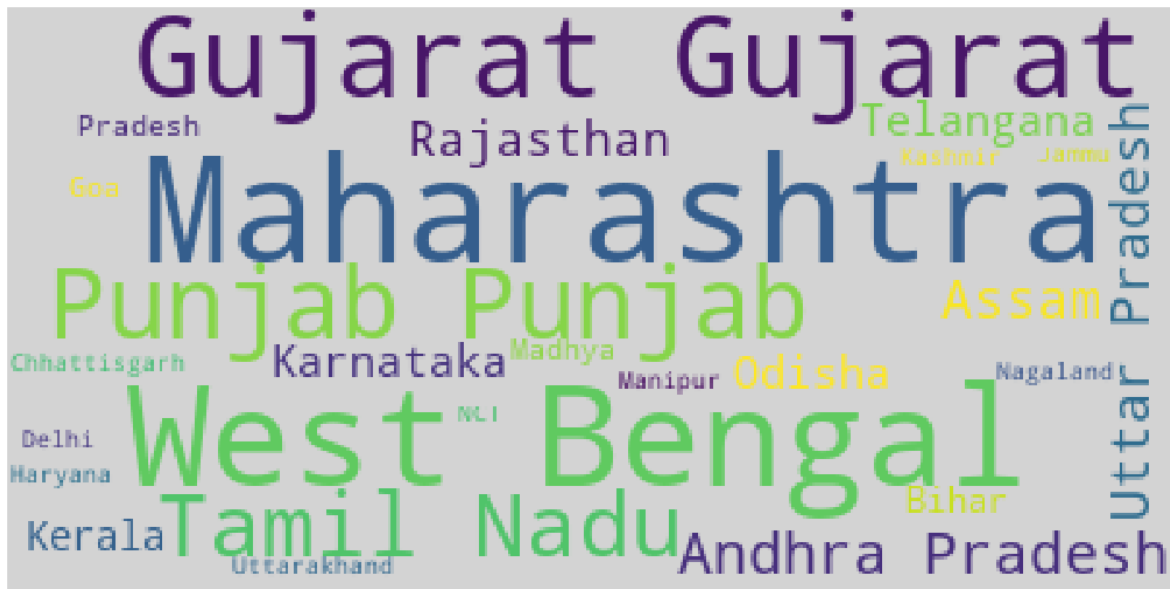 Gujarat Gujarat
Pradesh
Rajasthan
Telangana
Kashmir
Jammu
Goa
Maharashtra
Uttar Pradesh
Punjab Punjab
Assam
Chhattisgarh
Karnataka
Madhya
Manipur
Odisha
Nagaland
West Bengal
NCT
Delhi
Haryana
Bihar
Kerala
Tamil Nadu
Uttarakhand
Andhra Pradesh